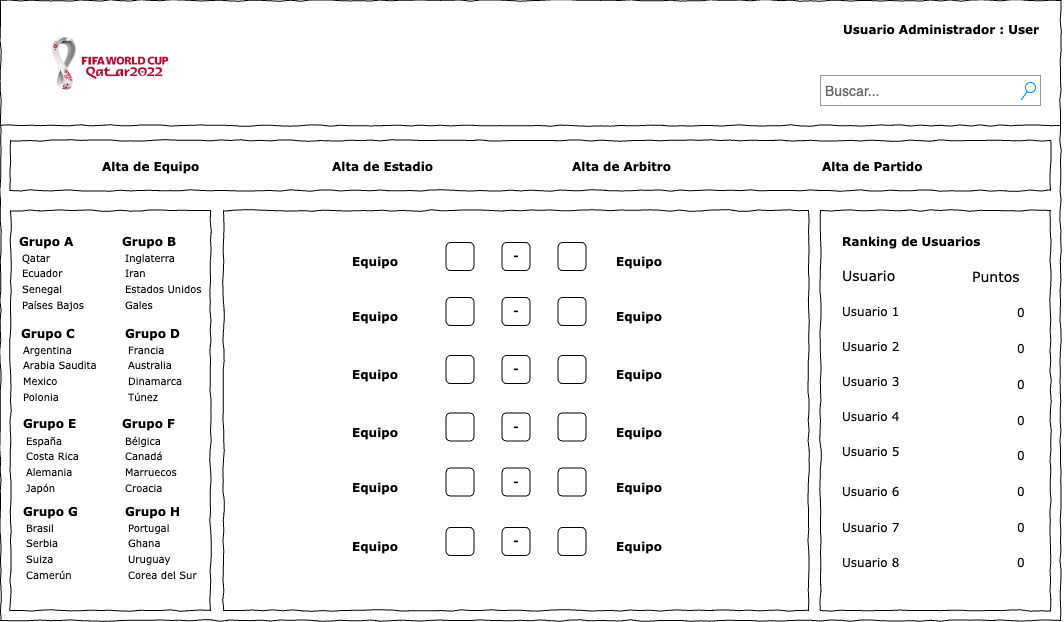 Usuario Administrador : User
FIFA WORLD CUP
Qatar2022
Buscar...
Alta de Equipo Alta de Estadio Alta de Arbitro Alta de Partido
Grupo A Grupo B
Qatar Inglaterra
Ecuador Iran
Senegal Estados Unidos
Países Bajos Gales
Grupo C Grupo D
Argentina Francia
Arabia Saudita Australia
Mexico Dinamarca
Polonia Túnez
Grupo E Grupo F
España Bélgica
Costa Rica Canadá
Alemania Marruecos
Japón Croacia
Grupo G Grupo H
Brasil Portugal
Serbia Ghana
Suiza Uruguay
Camerún Corea del Sur
Equipo - Equipo
Equipo - Equipo
Equipo - Equipo
Equipo - Equipo
Equipo - Equipo
Equipo - Equipo
Ranking de Usuarios
Usuario Puntos
Usuario 1 0
Usuario 2 0
Usuario 3 0
Usuario 4 0
Usuario 5 0
Usuario 6 0
Usuario 7 0
Usuario 8 0